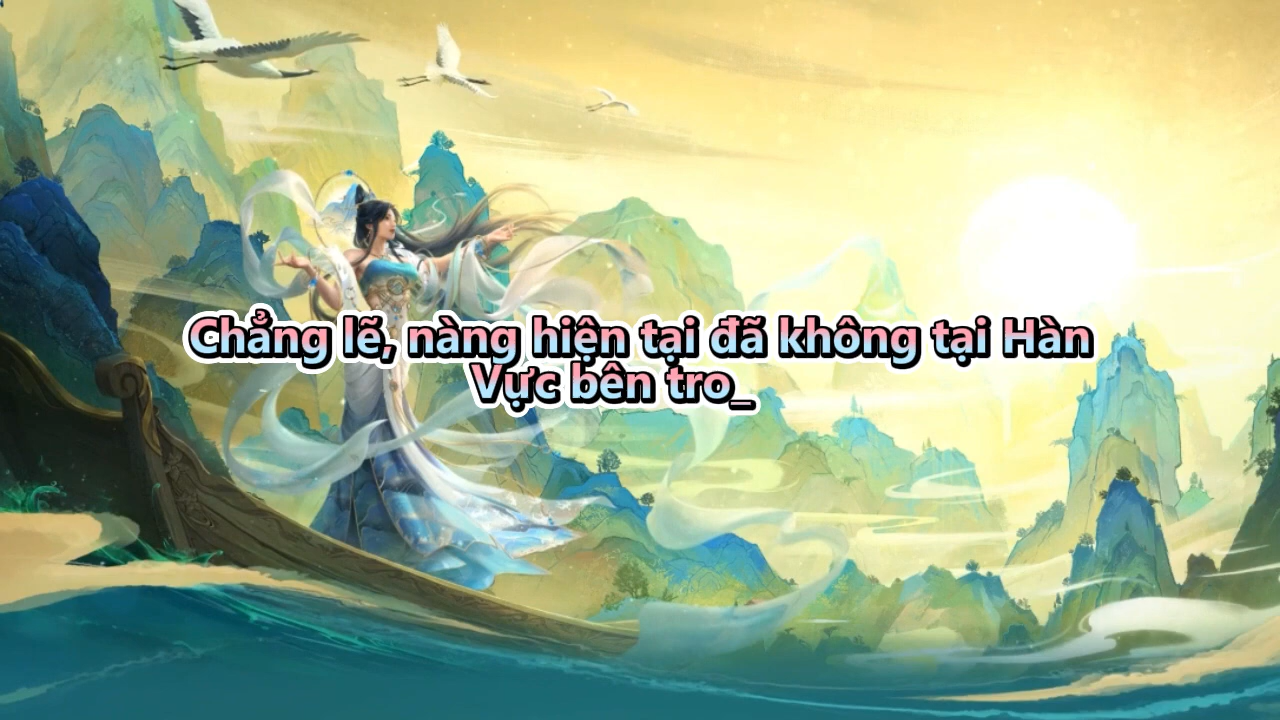 Chẳng lẽ, nàng hiện tại đã không tại Hàn
Vực bên tro_